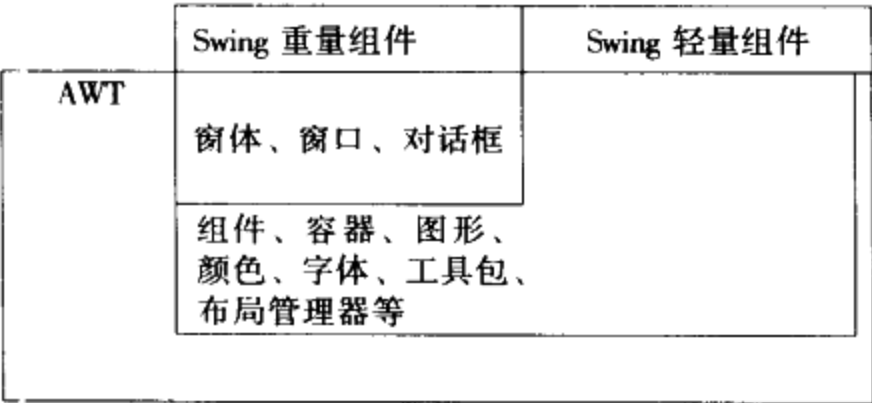 Swing 重量组件
Swing 轻量组件
AWT
窗体、窗口、对话框
组件、容器、图形、
颜色、字体、工具包、
布局管理器等